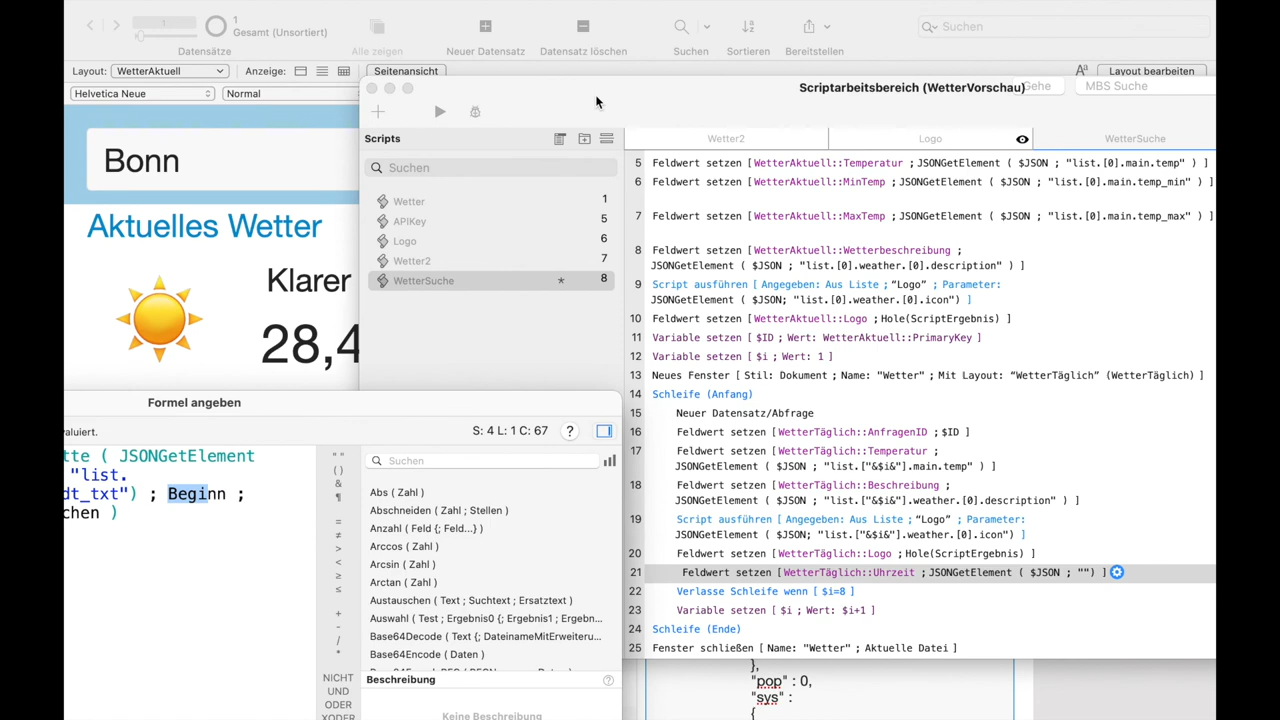 1
1
Gesamt (Unsortiert)
Suchen
Datensätze
Alle zeigen
Neuer Datensatz
Datensatz löschen
Suchen
Sortieren
Bereitstellen
Layout:
WetterAktuell
Anzeige:
Seitenansicht
Layout bearbeiten
Helvetica Neue
Normal
Scriptarbeitsbereich (WetterVorschau)
Gehe
MBS Suche
Bonn
Aktuelles Wetter
Klarer
28,4
Scripts
Suchen
Wetter 1
APIKey 5
Logo 6
Wetter2 7
WetterSuche * 8
Wetter2
Logo
WetterSuche
5 Feldwert setzen [ WetterAktuell::Temperatur ; JSONGetElement ( $JSON ; "list.[0].main.temp" ) ]
6 Feldwert setzen [ WetterAktuell::MinTemp ; JSONGetElement ( $JSON ; "list.[0].main.temp_min" ) ]
7 Feldwert setzen [ WetterAktuell::MaxTemp ; JSONGetElement ( $JSON ; "list.[0].main.temp_max" ) ]
8 Feldwert setzen [ WetterAktuell::Wetterbeschreibung ;
JSONGetElement ( $JSON ; "list.[0].weather.[0].description" ) ]
9 Script ausführen [ Angegeben: Aus Liste ; “Logo” ; Parameter:
JSONGetElement ( $JSON; "list.[0].weather.[0].icon") ]
10 Feldwert setzen [ WetterAktuell::Logo ; Hole(ScriptErgebnis) ]
11 Variable setzen [ $ID ; Wert: WetterAktuell::PrimaryKey ]
12 Variable setzen [ $i ; Wert: 1 ]
13 Neues Fenster [ Stil: Dokument ; Name: "Wetter" ; Mit Layout: “WetterTäglich” (WetterTäglich) ]
14 Schleife (Anfang)
15 Neuer Datensatz/Abfrage
16 Feldwert setzen [ WetterTäglich::AnfragenID ; $ID ]
17 Feldwert setzen [ WetterTäglich::Temperatur ;
JSONGetElement ( $JSON ; "list.["&$i&"].main.temp" ) ]
18 Feldwert setzen [ WetterTäglich::Beschreibung ;
JSONGetElement ( $JSON ; "list.["&$i&"].weather.[0].description" ) ]
19 Script ausführen [ Angegeben: Aus Liste ; “Logo” ; Parameter:
JSONGetElement ( $JSON; "list.["&$i&"].weather.[0].icon") ]
20 Feldwert setzen [ WetterTäglich::Logo ; Hole(ScriptErgebnis) ]
21 Feldwert setzen [ WetterTäglich::Uhrzeit ; JSONGetElement ( $JSON ; "") ]
22 Verlasse Schleife wenn [ $i=8 ]
23 Variable setzen [ $i ; Wert: $i+1 ]
24 Schleife (Ende)
25 Fenster schließen [ Name: "Wetter" ; Aktuelle Datei ]
Formel angeben
valuiert.
S: 4 L: 1 C: 67
?
tte ( JSONGetElement
"list.
dt_txt") ; Beginn ;
chen )
" "
( )
&
¶
=
≠
>
<
≥
≤
+
-
/
*
NICHT
UND
ODER
XODER
Suchen
Abs ( Zahl )
Abschneiden ( Zahl ; Stellen )
Anzahl ( Feld {; Feld...} )
Arccos ( Zahl )
Arcsin ( Zahl )
Arctan ( Zahl )
Austauschen ( Text ; Suchtext ; Ersatztext )
Auswahl ( Test ; Ergebnis0 {; Ergebnis1 ; Ergebn...
Base64Decode ( Text {; DateinameMitErweiteru...
Base64Encode ( Daten )
Beschreibung
Keine Beschreibung
},
"pop" : 0,
"sys" :
{